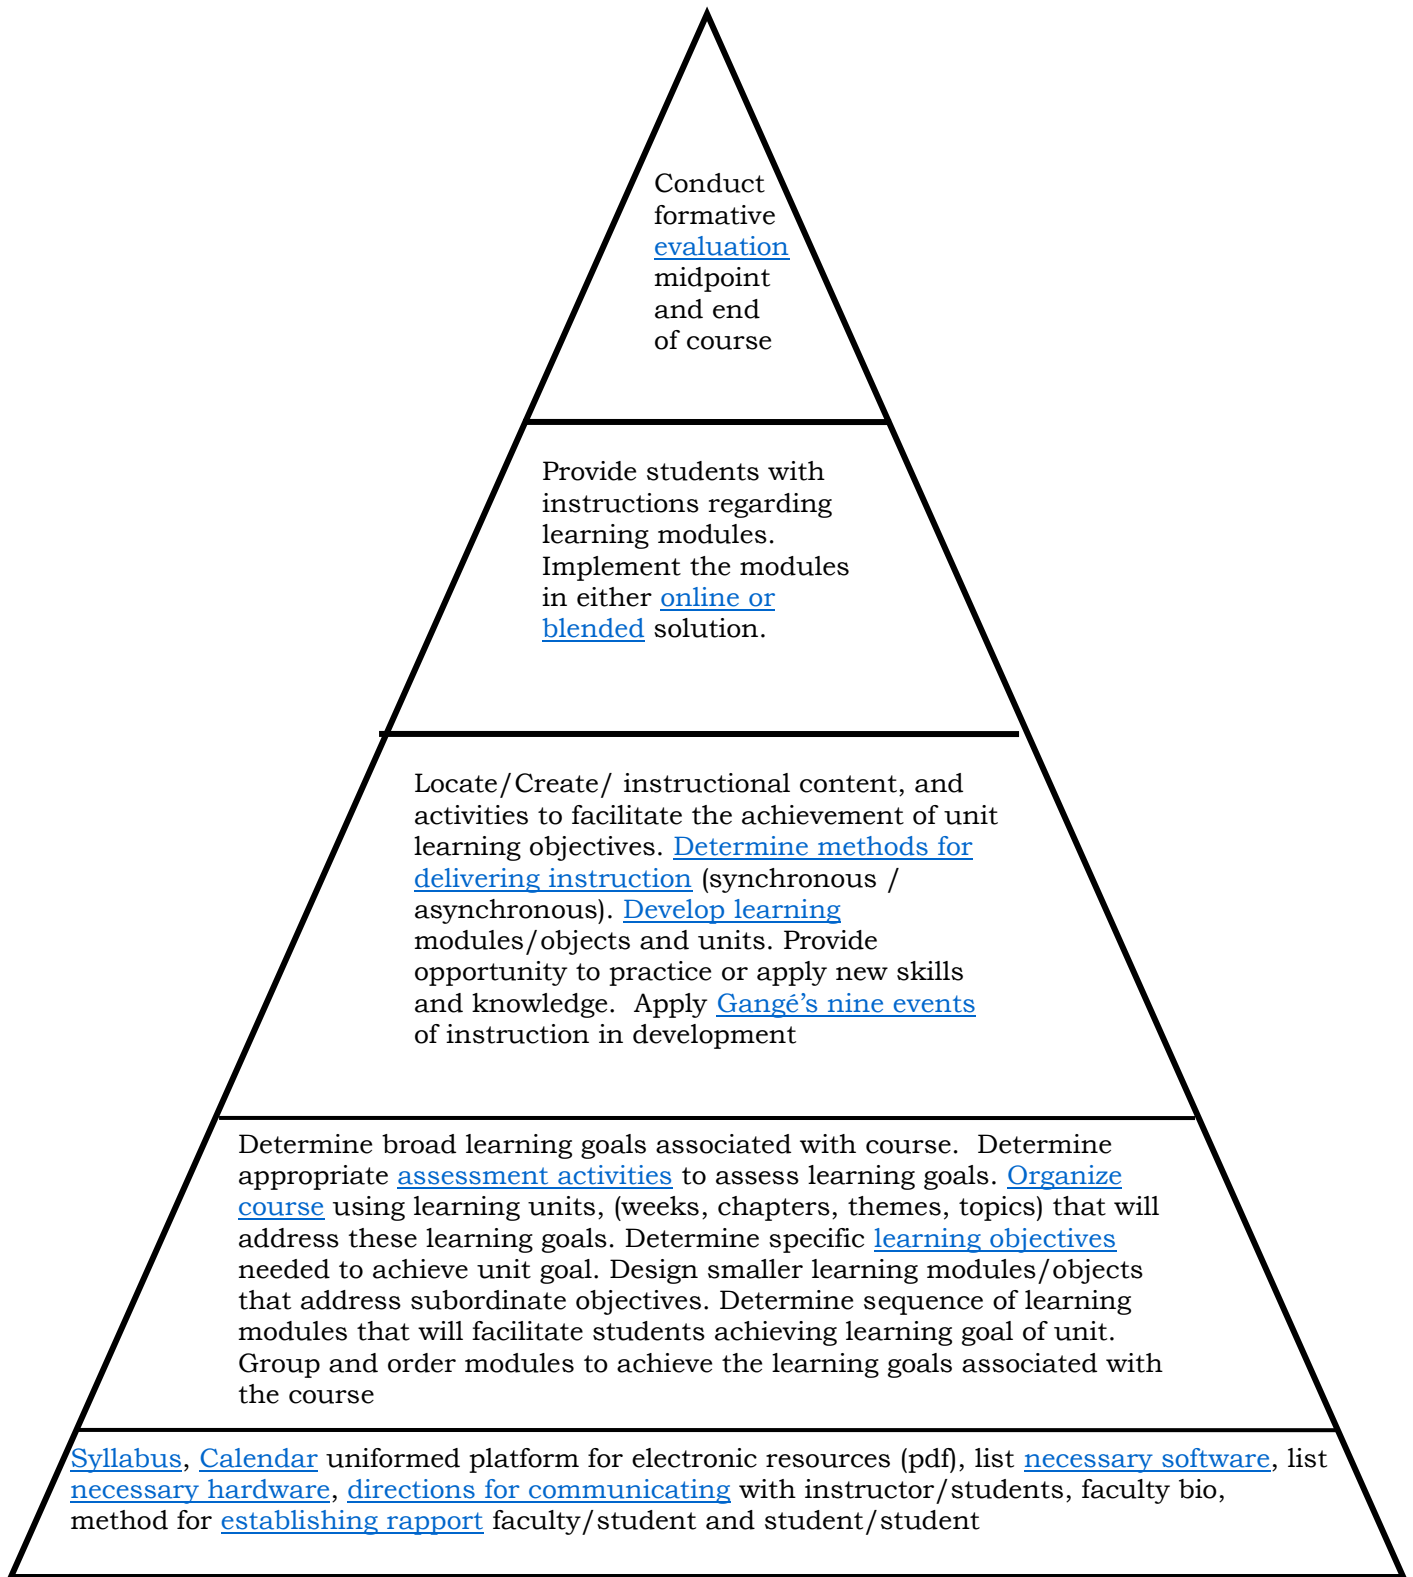 Conduct
formative
evaluation
midpoint
and end
of course
Provide students with
instructions regarding
learning modules.
Implement the modules
in either online or
blended solution.
Locate/Create/ instructional content, and
activities to facilitate the achievement of unit
learning objectives. Determine methods for
delivering instruction (synchronous /
asynchronous). Develop learning
modules/objects and units. Provide
opportunity to practice or apply new skills
and knowledge.  Apply Gangé’s nine events
of instruction in development
Determine broad learning goals associated with course.  Determine
appropriate assessment activities to assess learning goals. Organize
course using learning units, (weeks, chapters, themes, topics) that will
address these learning goals. Determine specific learning objectives
needed to achieve unit goal. Design smaller learning modules/objects
that address subordinate objectives. Determine sequence of learning
modules that will facilitate students achieving learning goal of unit.
Group and order modules to achieve the learning goals associated with
the course
Syllabus, Calendar uniformed platform for electronic resources (pdf), list necessary software, list
necessary hardware, directions for communicating with instructor/students, faculty bio,
method for establishing rapport faculty/student and student/student